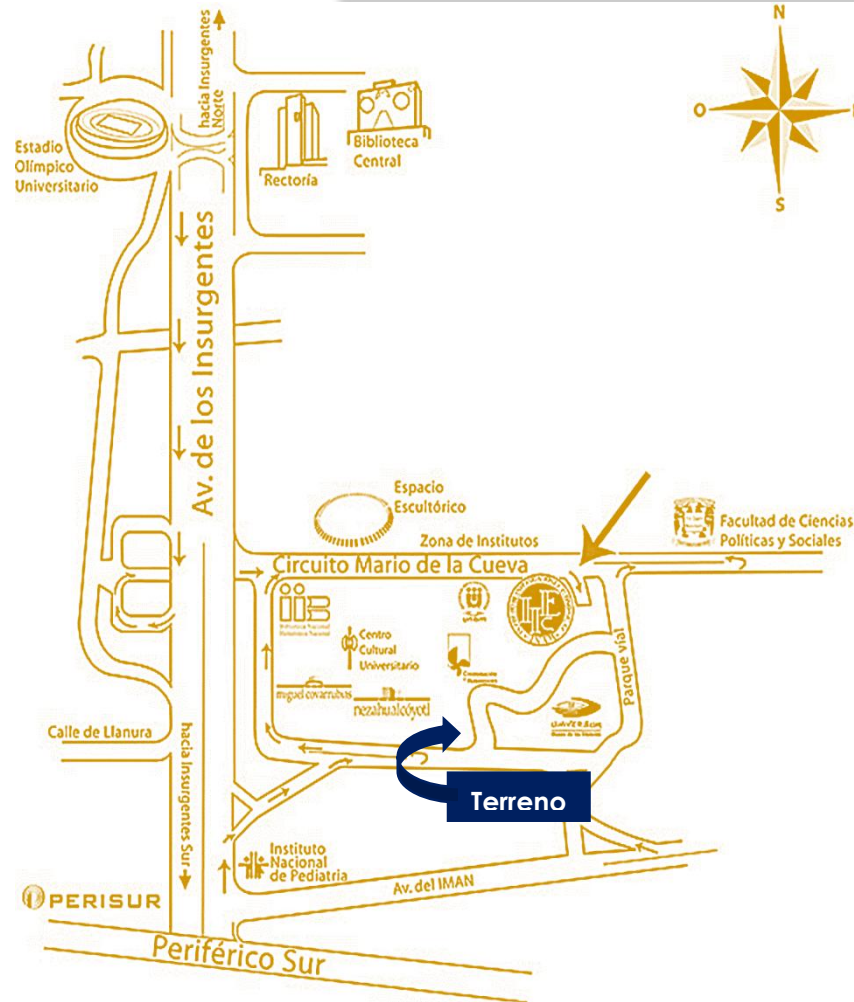 N
O
S
hacia Insurgentes
Norte
Estadio
Olímpico
Universitario
Rectoría
Biblioteca
Central
Av. de los Insurgentes
Espacio
Escultórico
Zona de Institutos
Facultad de Ciencias
Políticas y Sociales
Circuito Mario de la Cueva
Centro
Cultural
Universitario
miguel covarrubias
nezahualcóyotl
Parque vial
Calle de Llanura
hacia Insurgentes Sur
Terreno
Instituto
Nacional
de Pediatria
Av. del IMAN
PERISUR
Periférico Sur